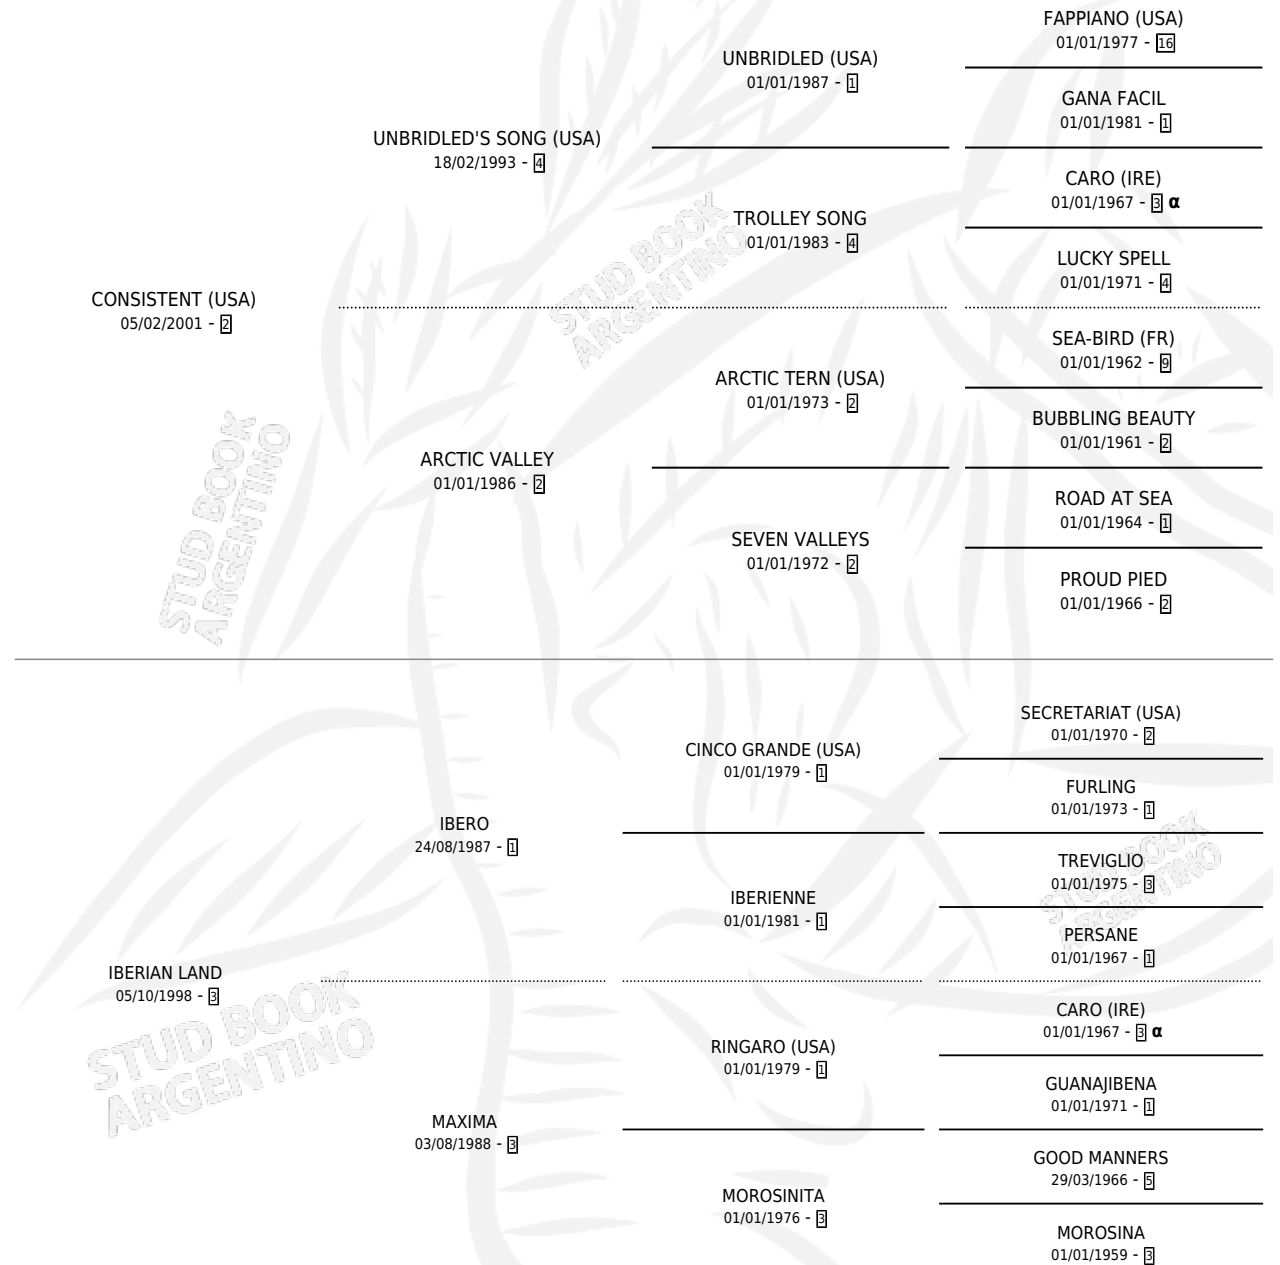 FAPPIANO (USA)
01/01/1977 - 16
UNBRIDLED (USA)
01/01/1987 - 1
GANA FACIL
01/01/1981 - 1
UNBRIDLED'S SONG (USA)
18/02/1993 - 4
CARO (IRE)
01/01/1967 - 3 α
TROLLEY SONG
01/01/1983 - 4
LUCKY SPELL
01/01/1971 - 4
CONSISTENT (USA)
05/02/2001 - 2
SEA-BIRD (FR)
01/01/1962 - 9
ARCTIC TERN (USA)
01/01/1973 - 2
BUBBLING BEAUTY
01/01/1961 - 2
ARCTIC VALLEY
01/01/1986 - 2
ROAD AT SEA
01/01/1964 - 1
SEVEN VALLEYS
01/01/1972 - 2
PROUD PIED
01/01/1966 - 2
SECRETARIAT (USA)
01/01/1970 - 2
CINCO GRANDE (USA)
01/01/1979 - 1
FURLING
01/01/1973 - 1
IBERO
24/08/1987 - 1
TREVIGLIO
01/01/1975 - 3
IBERIENNE
01/01/1981 - 1
PERSANE
01/01/1967 - 1
IBERIAN LAND
05/10/1998 - 3
CARO (IRE)
01/01/1967 - 3 α
RINGARO (USA)
01/01/1979 - 1
GUANAJIBENA
01/01/1971 - 1
MAXIMA
03/08/1988 - 3
GOOD MANNERS
29/03/1966 - 5
MOROSINITA
01/01/1976 - 3
MOROSINA
01/01/1959 - 3
STUD BOOK
ARGENTINO
STUD BOOK
ARGENTINO
STUD BOOK
ARGENTINO
STUD BOOK
ARGENTINO